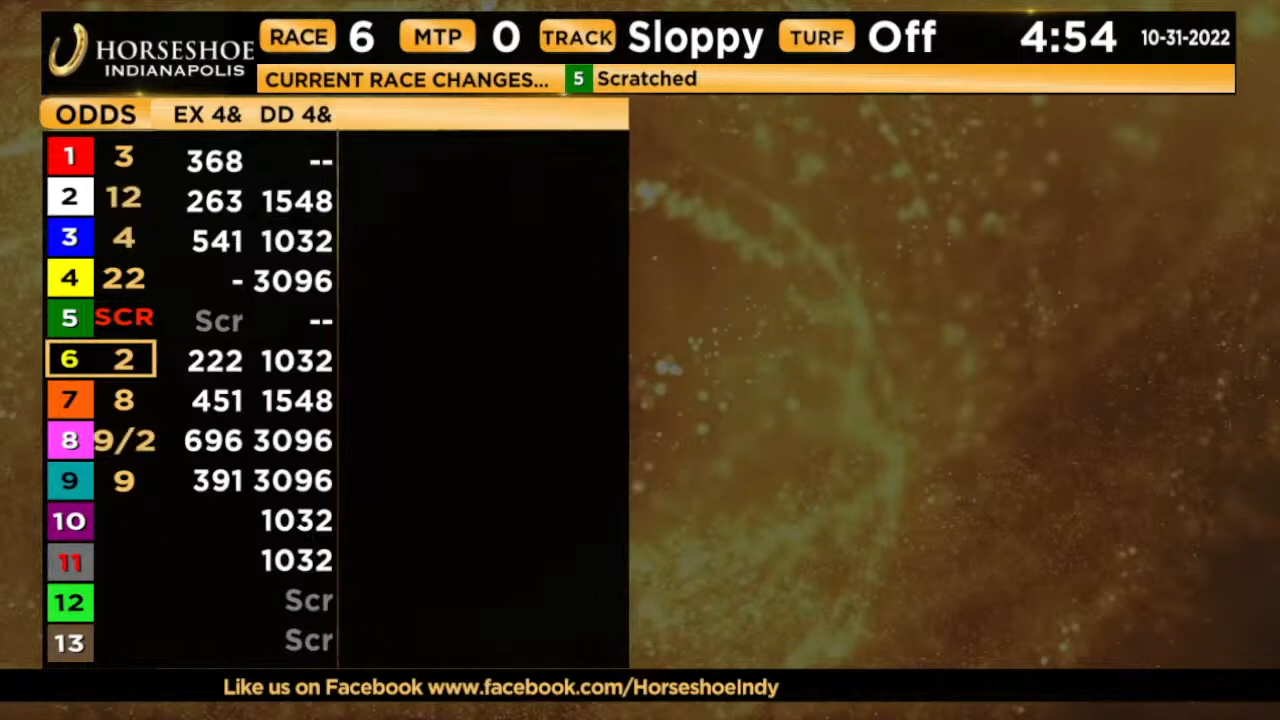 HORSESHOE INDIANAPOLIS RACE 6 MTP 0 TRACK Sloppy TURF Off 4:54 10-31-2022
CURRENT RACE CHANGES... 5 Scratched
ODDS EX 4& DD 4&
1 3 368 --
2 12 263 1548
3 4 541 1032
4 22 - 3096
5 SCR Scr --
6 2 222 1032
7 8 451 1548
8 9/2 696 3096
9 9 391 3096
10 1032
11 1032
12 Scr
13 Scr
Like us on Facebook www.facebook.com/HorseshoeIndy